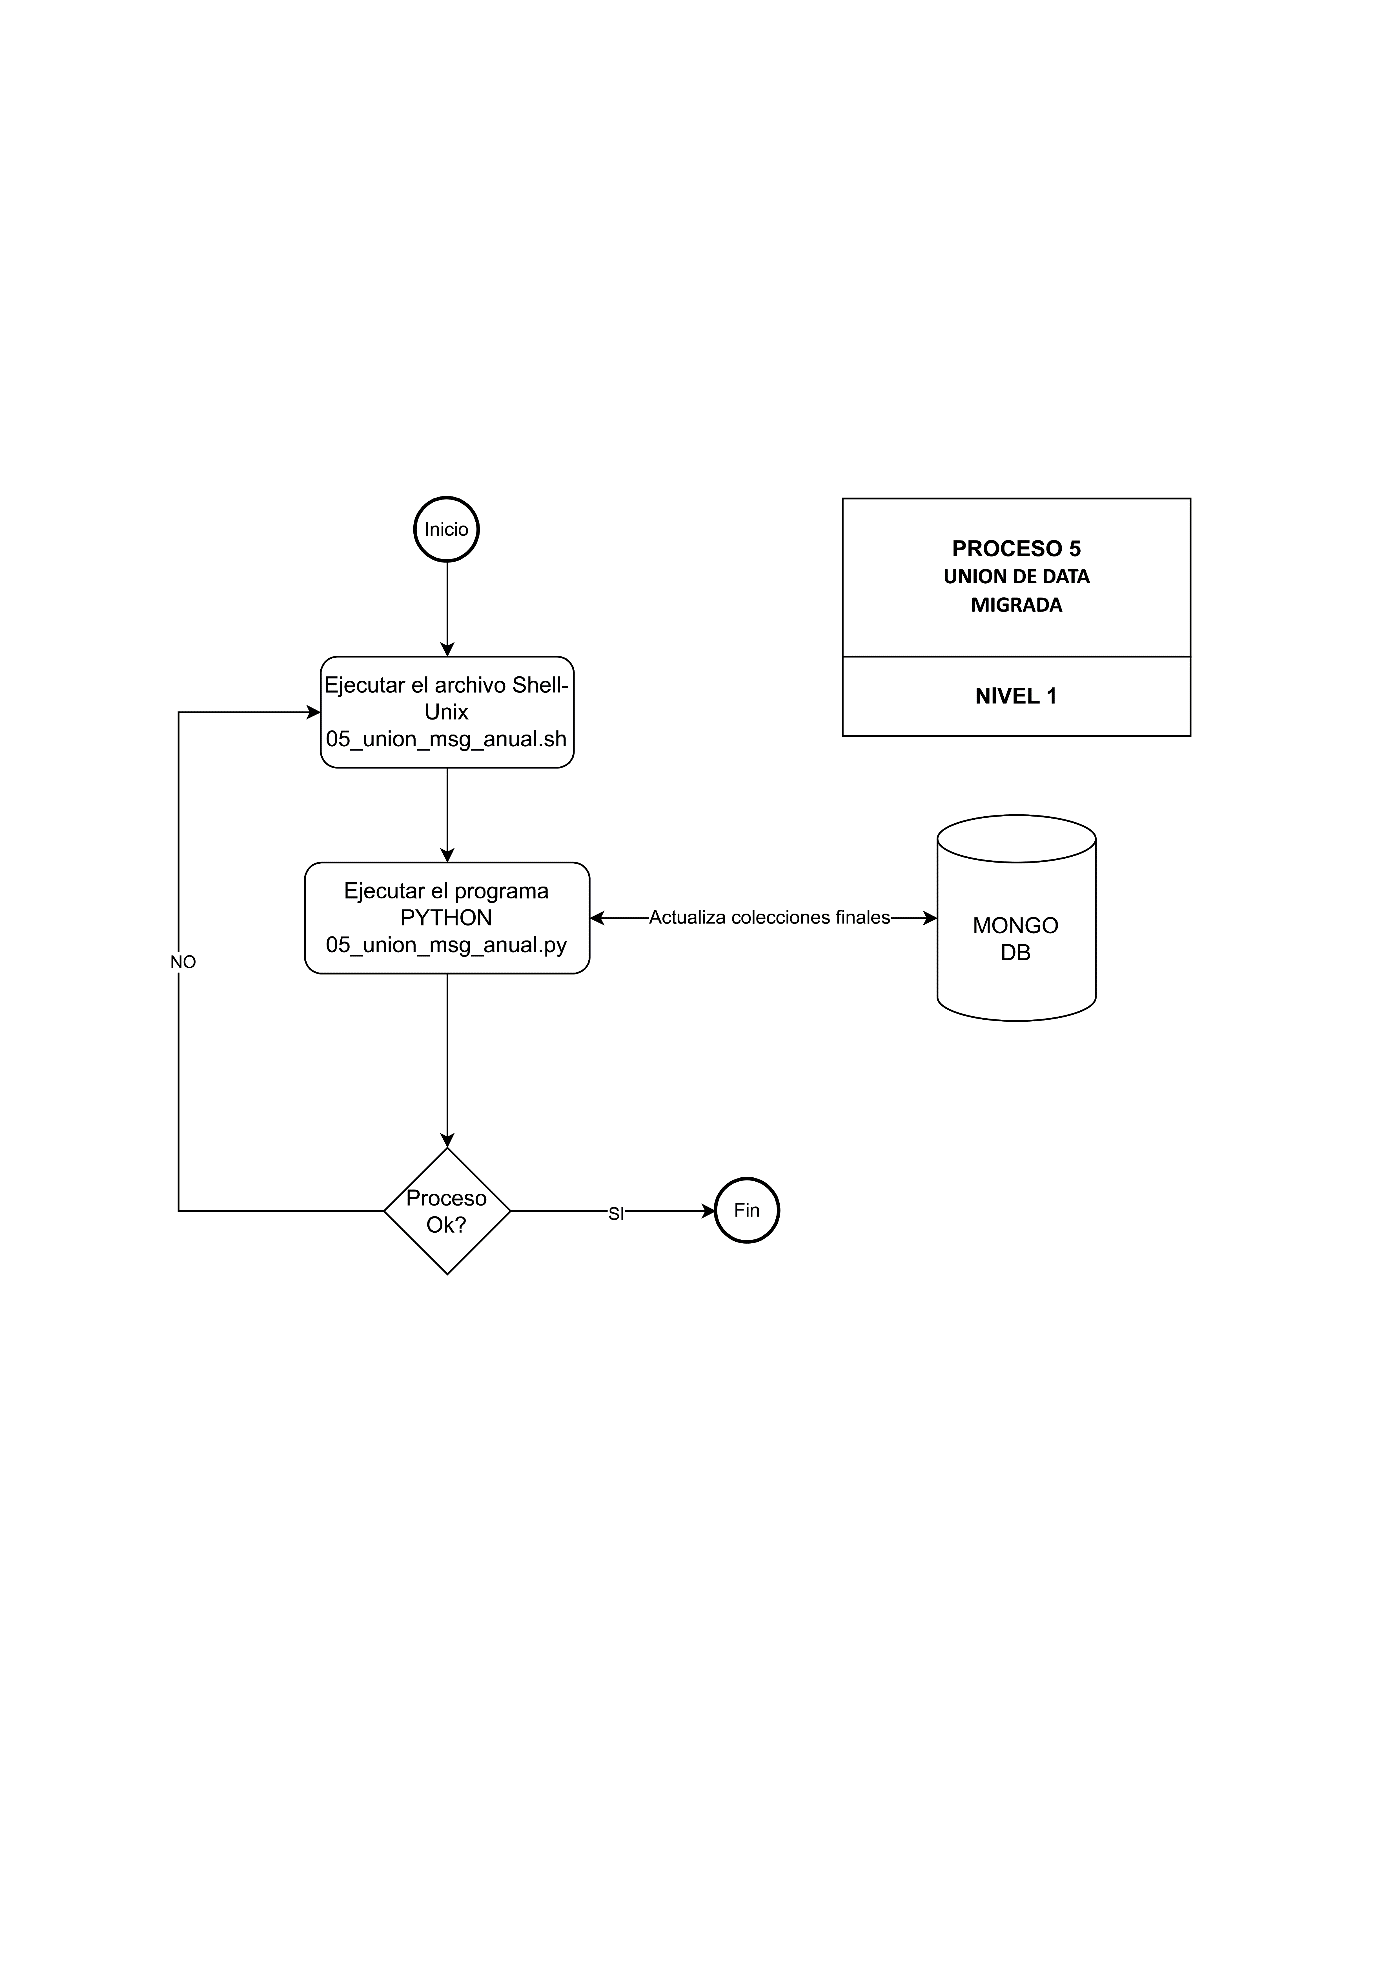 Inicio
PROCESO 5
UNION DE DATA
MIGRADA
NIVEL 1
Ejecutar el archivo Shell-
Unix
05_union_msg_anual.sh
Ejecutar el programa
PYTHON
05_union_msg_anual.py
Actualiza colecciones finales
MONGO
DB
NO
Proceso
Ok?
SI
Fin